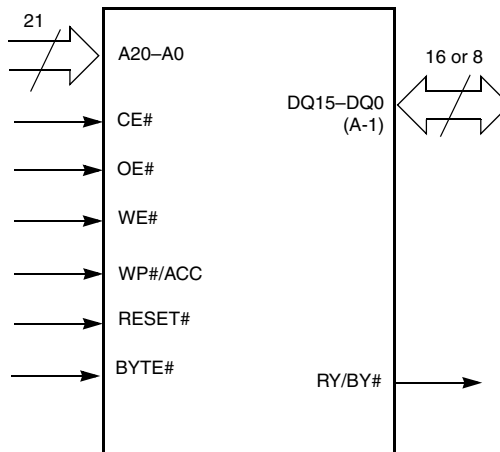 21
A20–A0
16 or 8
DQ15–DQ0
(A-1)
CE#
OE#
WE#
WP#/ACC
RESET#
BYTE#
RY/BY#